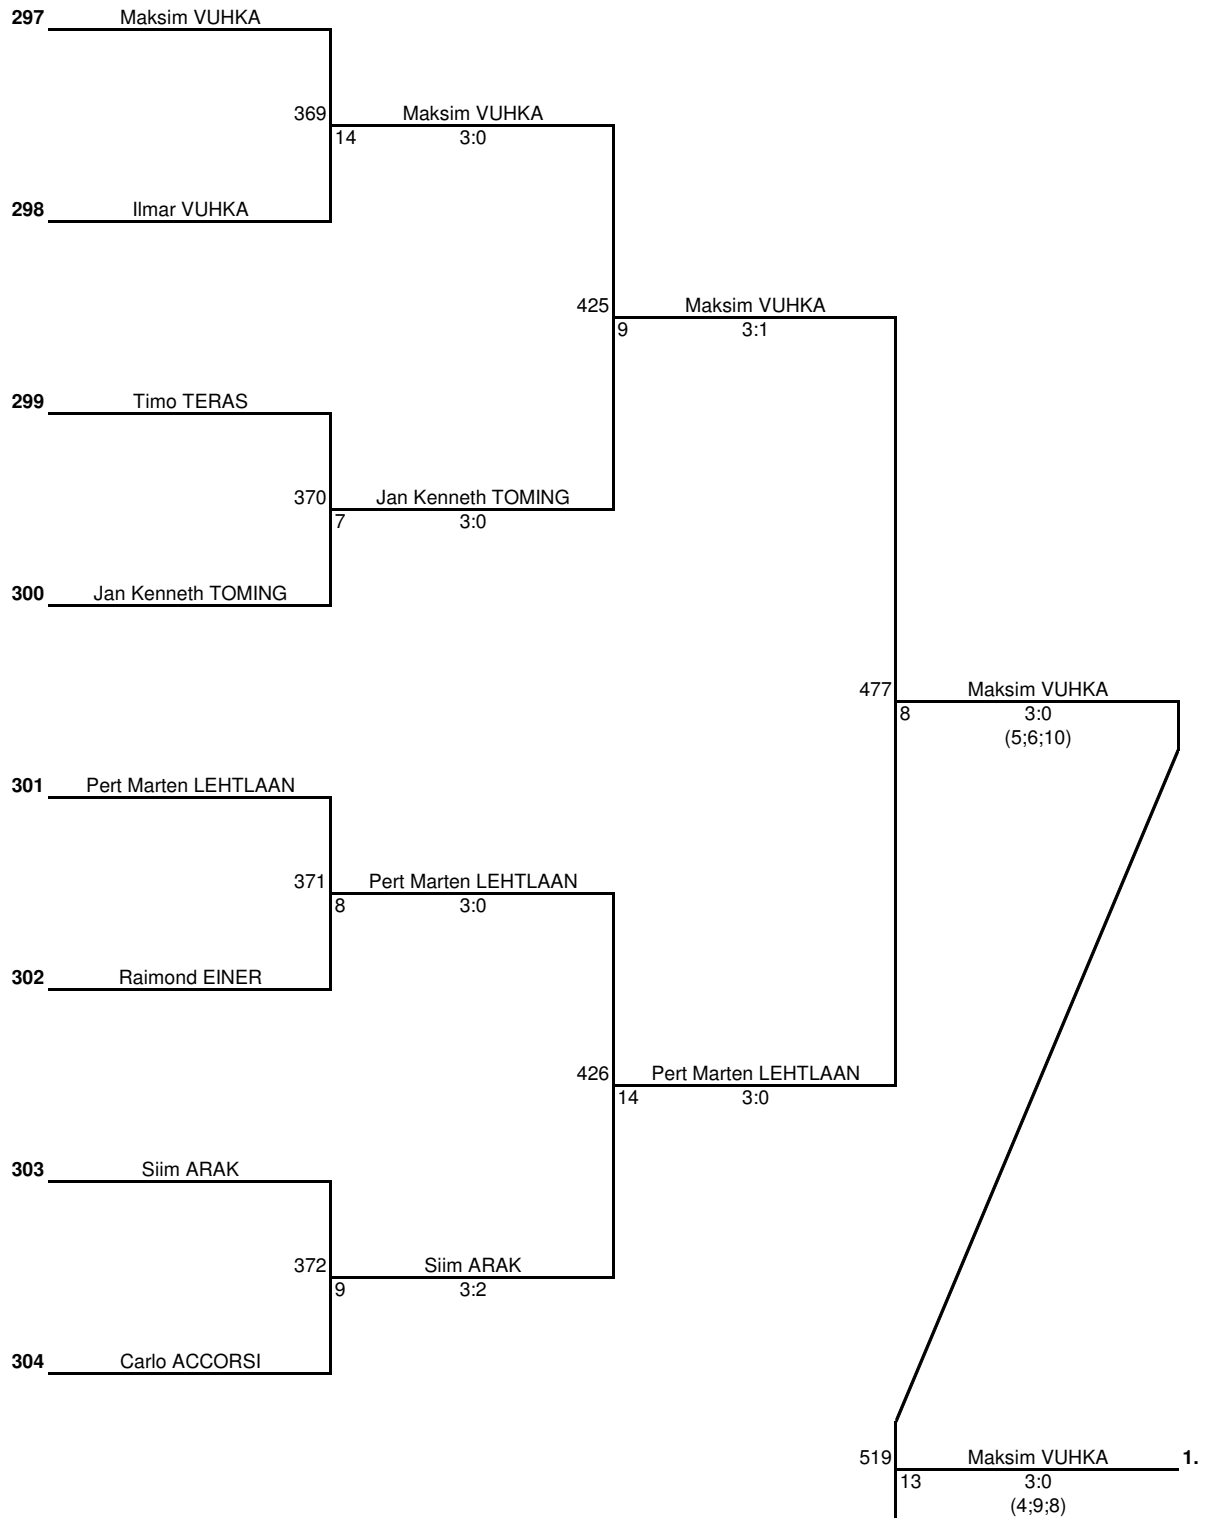 297 Maksim VUHKA
369 Maksim VUHKA
14 3:0
298 Ilmar VUHKA
425 Maksim VUHKA
9 3:1
299 Timo TERAS
370 Jan Kenneth TOMING
7 3:0
300 Jan Kenneth TOMING
477 Maksim VUHKA
8 3:0
(5;6;10)
301 Pert Marten LEHTLAAN
371 Pert Marten LEHTLAAN
8 3:0
302 Raimond EINER
426 Pert Marten LEHTLAAN
14 3:0
303 Siim ARAK
372 Siim ARAK
9 3:2
304 Carlo ACCORSI
519 Maksim VUHKA 1.
13 3:0
(4;9;8)